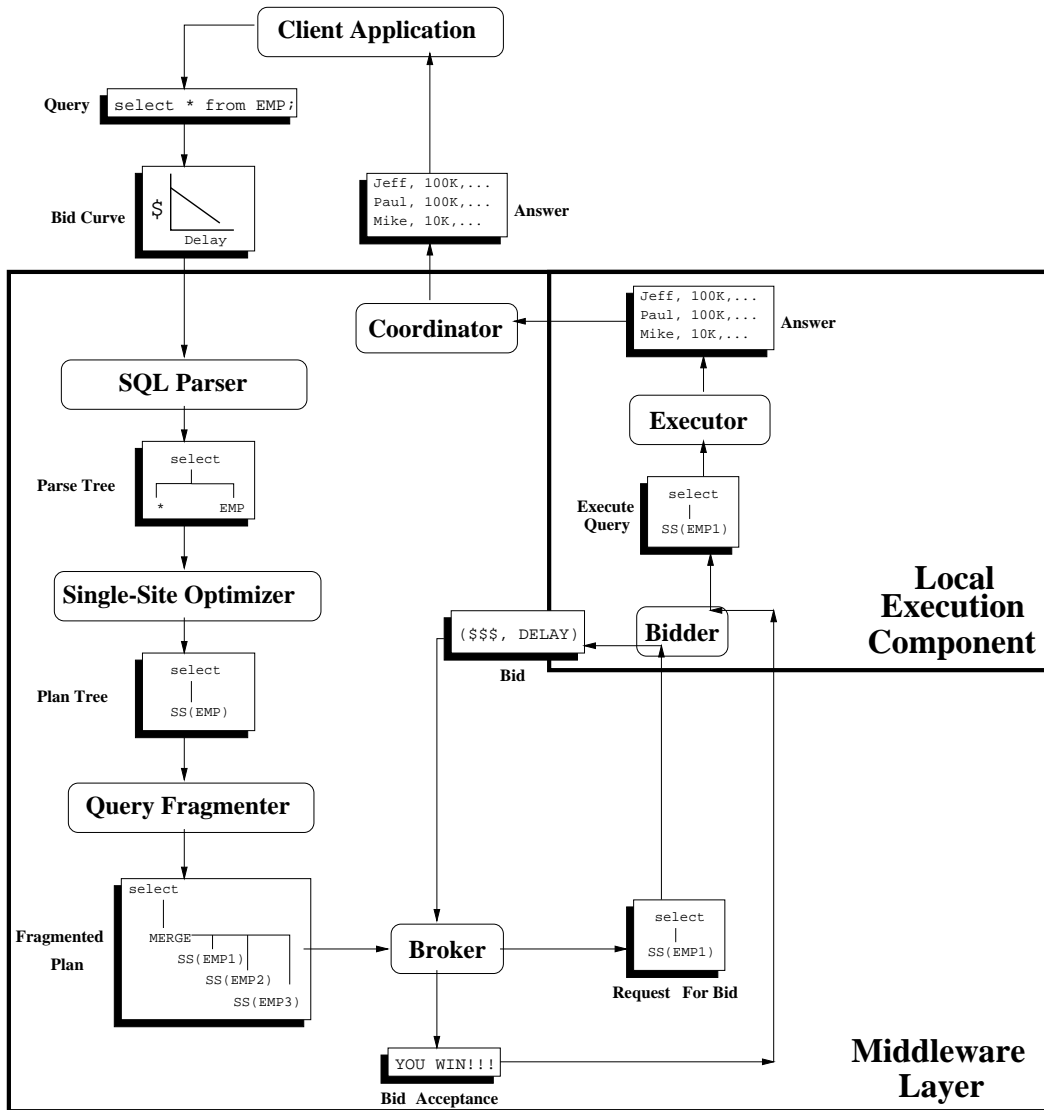 Client Application
Query
select * from EMP;
Bid Curve
$
Delay
Jeff, 100K,...
Paul, 100K,...
Mike, 10K,...
Answer
Coordinator
Jeff, 100K,...
Paul, 100K,...
Mike, 10K,...
Answer
SQL Parser
Executor
Parse Tree
select
*
EMP
Execute
Query
select
SS(EMP1)
Single-Site Optimizer
Local
Execution
Component
($$$, DELAY)
Bid
Bidder
Plan Tree
select
SS(EMP)
Query Fragmenter
Fragmented
Plan
select
MERGE
SS(EMP1)
SS(EMP2)
SS(EMP3)
Broker
select
SS(EMP1)
Request For Bid
YOU WIN!!!
Bid Acceptance
Middleware
Layer